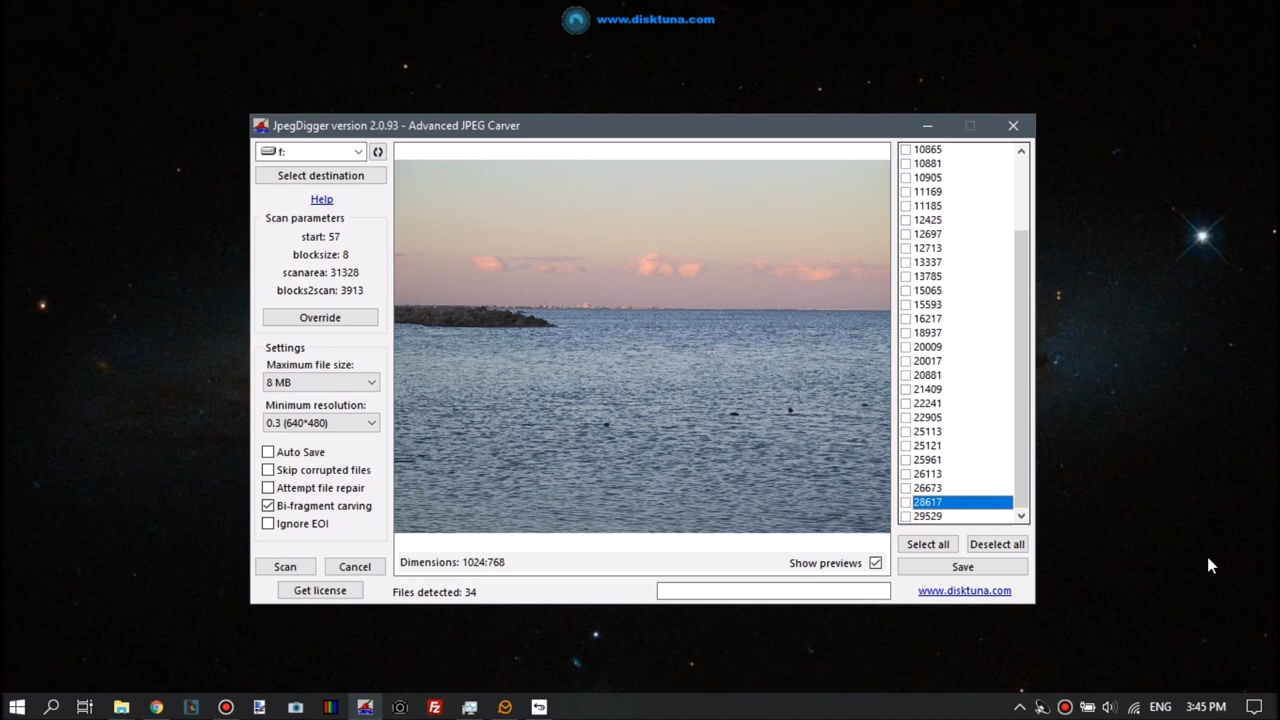 www.disktuna.com
JpegDigger version 2.0.93 - Advanced JPEG Carver
f:
Select destination
Help
Scan parameters
start: 57
blocksize: 8
scanarea: 31328
blocks2scan: 3913
Override
Settings
Maximum file size:
8 MB
Minimum resolution:
0.3 (640*480)
Auto Save
Skip corrupted files
Attempt file repair
Bi-fragment carving
Ignore EOI
Scan
Cancel
Get license
Dimensions: 1024:768
Show previews
Files detected: 34
10865
10881
10905
11169
11185
12425
12697
12713
13337
13785
15065
15593
16217
18937
20009
20017
20881
21409
22241
22905
25113
25121
25961
26113
26673
28617
29529
Select all
Deselect all
Save
www.disktuna.com
FZ
ENG
3:45 PM